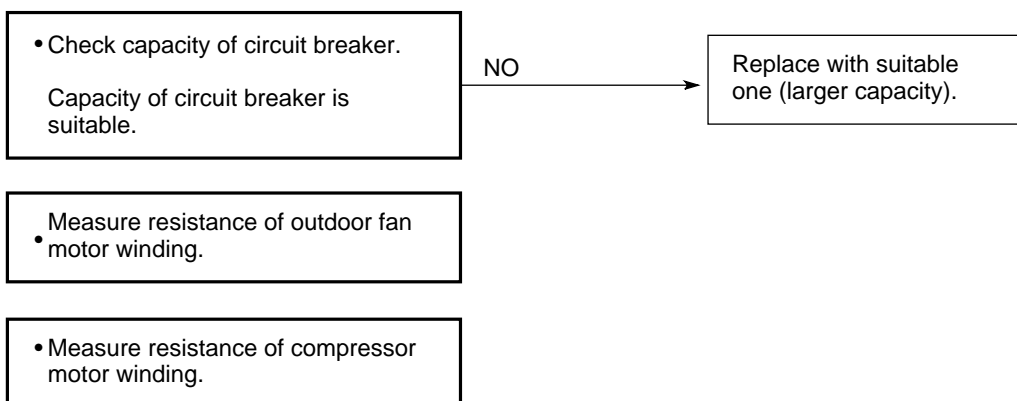 • Check capacity of circuit breaker.
Capacity of circuit breaker is
suitable.
NO
Replace with suitable
one (larger capacity).
• Measure resistance of outdoor fan
motor winding.
• Measure resistance of compressor
motor winding.